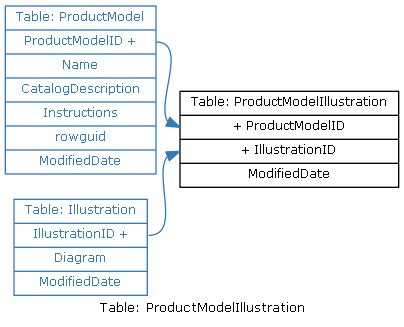 Table: ProductModel
ProductModelID +
Name
CatalogDescription
Instructions
rowguid
ModifiedDate
Table: ProductModelIllustration
+ ProductModelID
+ IllustrationID
ModifiedDate
Table: Illustration
IllustrationID +
Diagram
ModifiedDate
Table: ProductModelIllustration